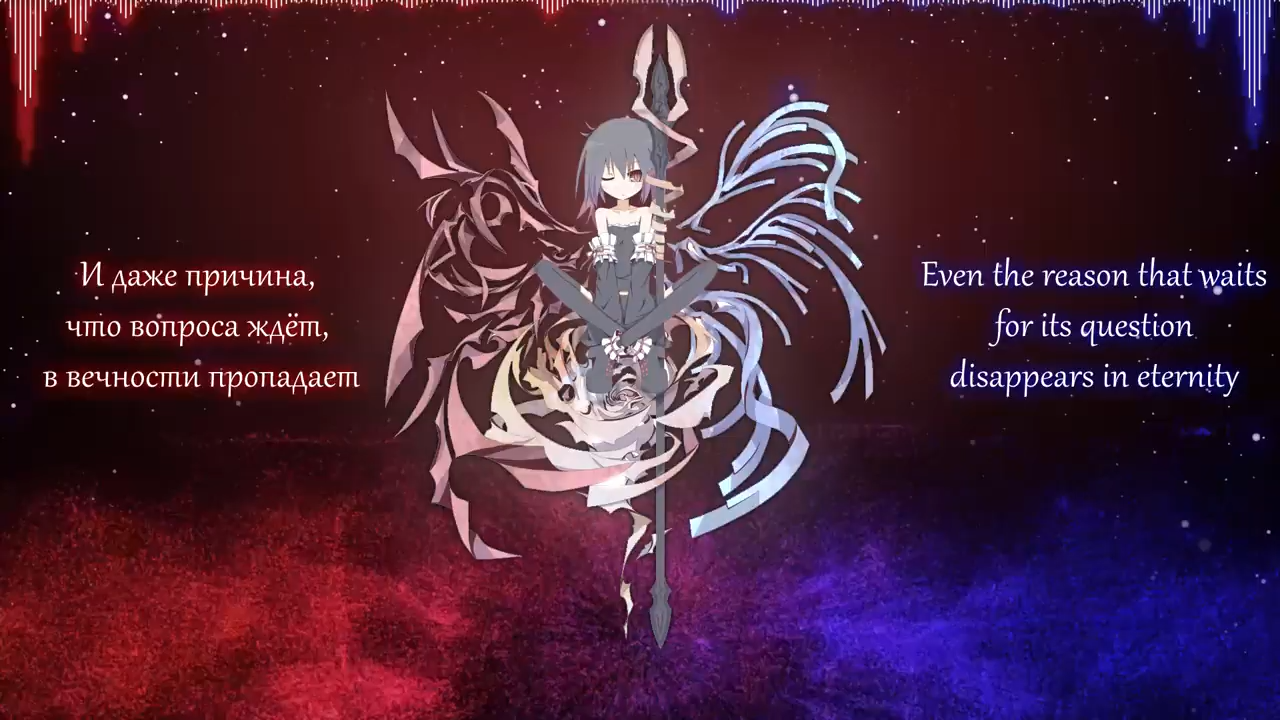 И даже причина,
что вопроса ждёт,
в вечности пропадает
Even the reason that waits
for its question
disappears in eternity